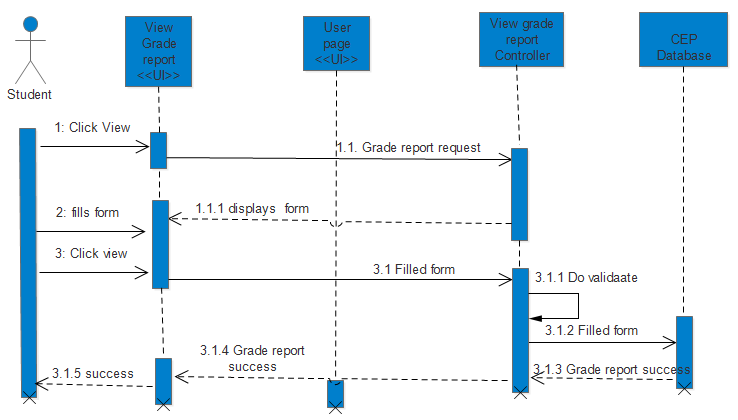 View
Grade
report
<<UI>>
User
page
<<UI>>
View grade
report
Controller
CEP
Database
Student
1: Click View
1.1. Grade report request
1.1.1 displays form
2: fills form
3: Click view
3.1 Filled form
3.1.1 Do validaate
3.1.2 Filled form
3.1.3 Grade report success
3.1.4 Grade report
success
3.1.5 success